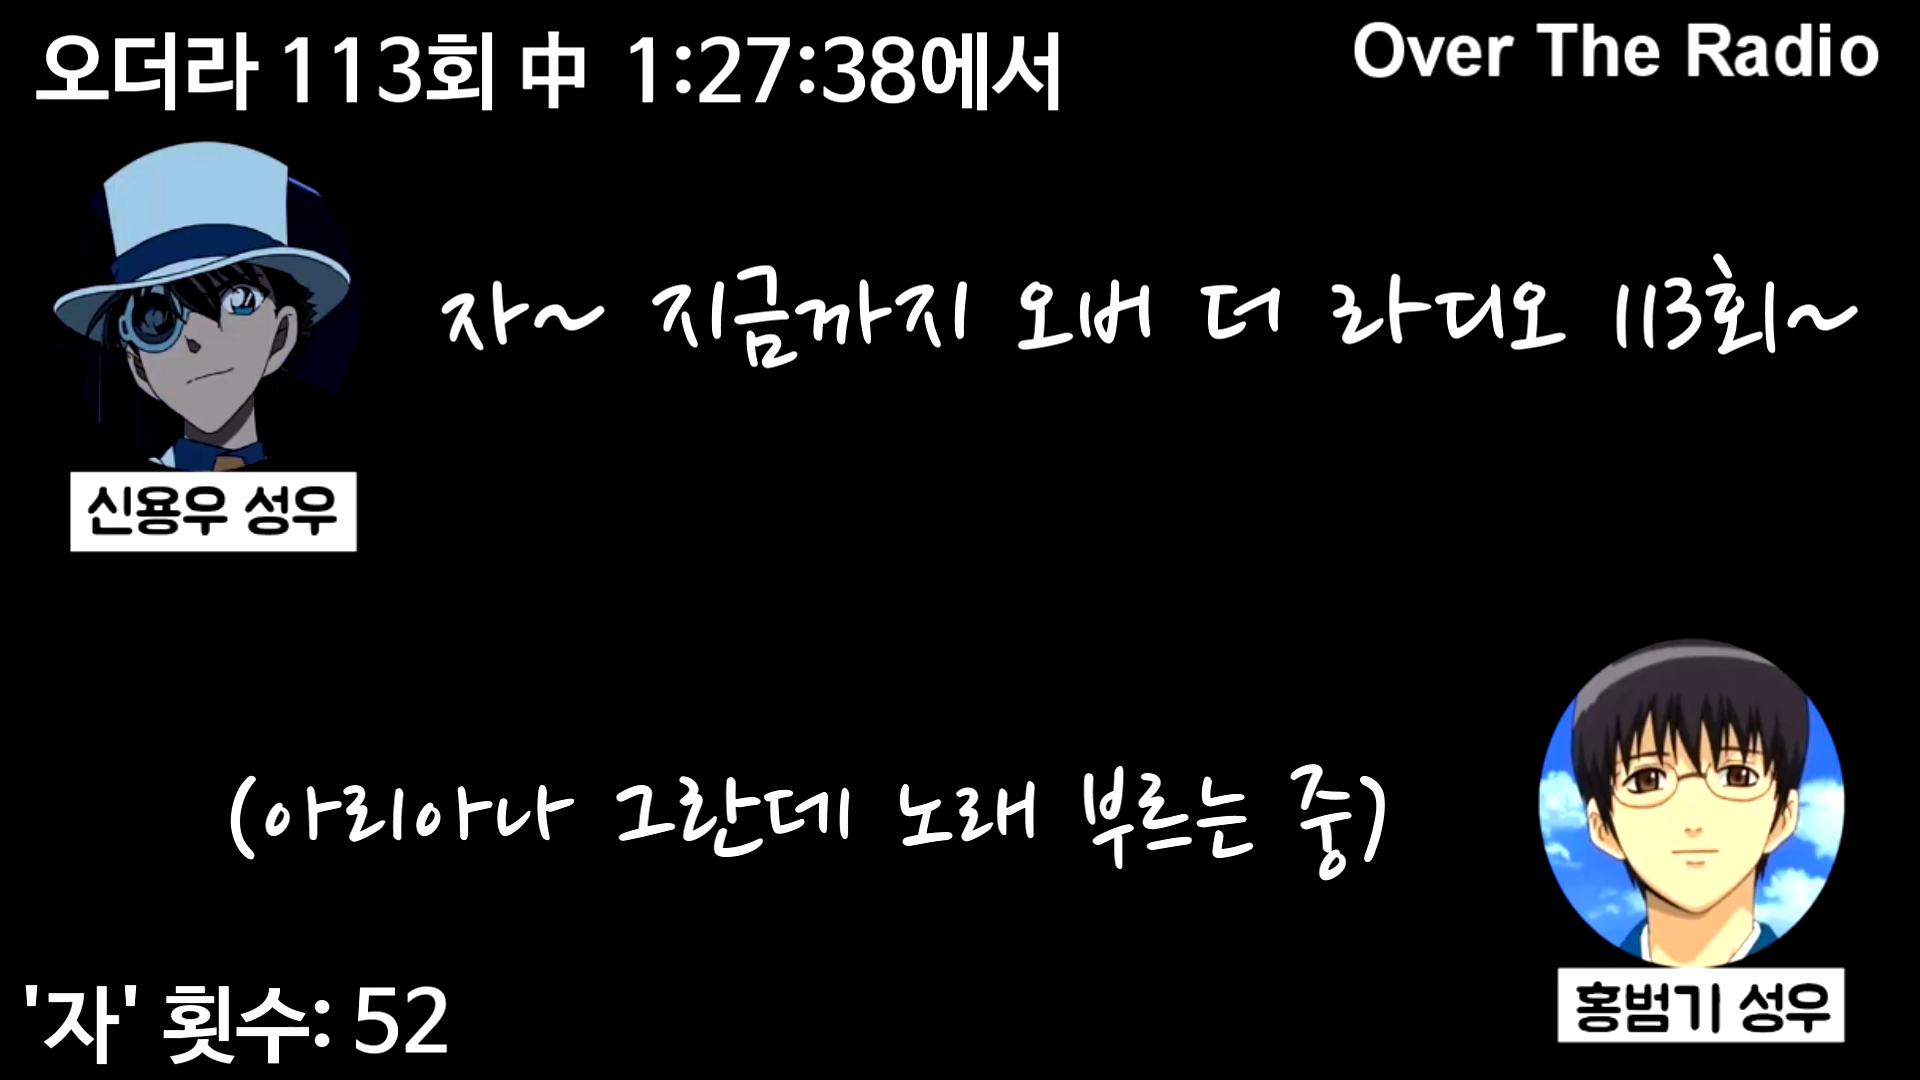 오더라 113회 中 1:27:38에서
Over The Radio
자~ 지금까지 오버 더 라디오 113회~
신용우 성우
(아리아나 그란데 노래 부르는 중)
홍범기 성우
'자' 횟수: 52